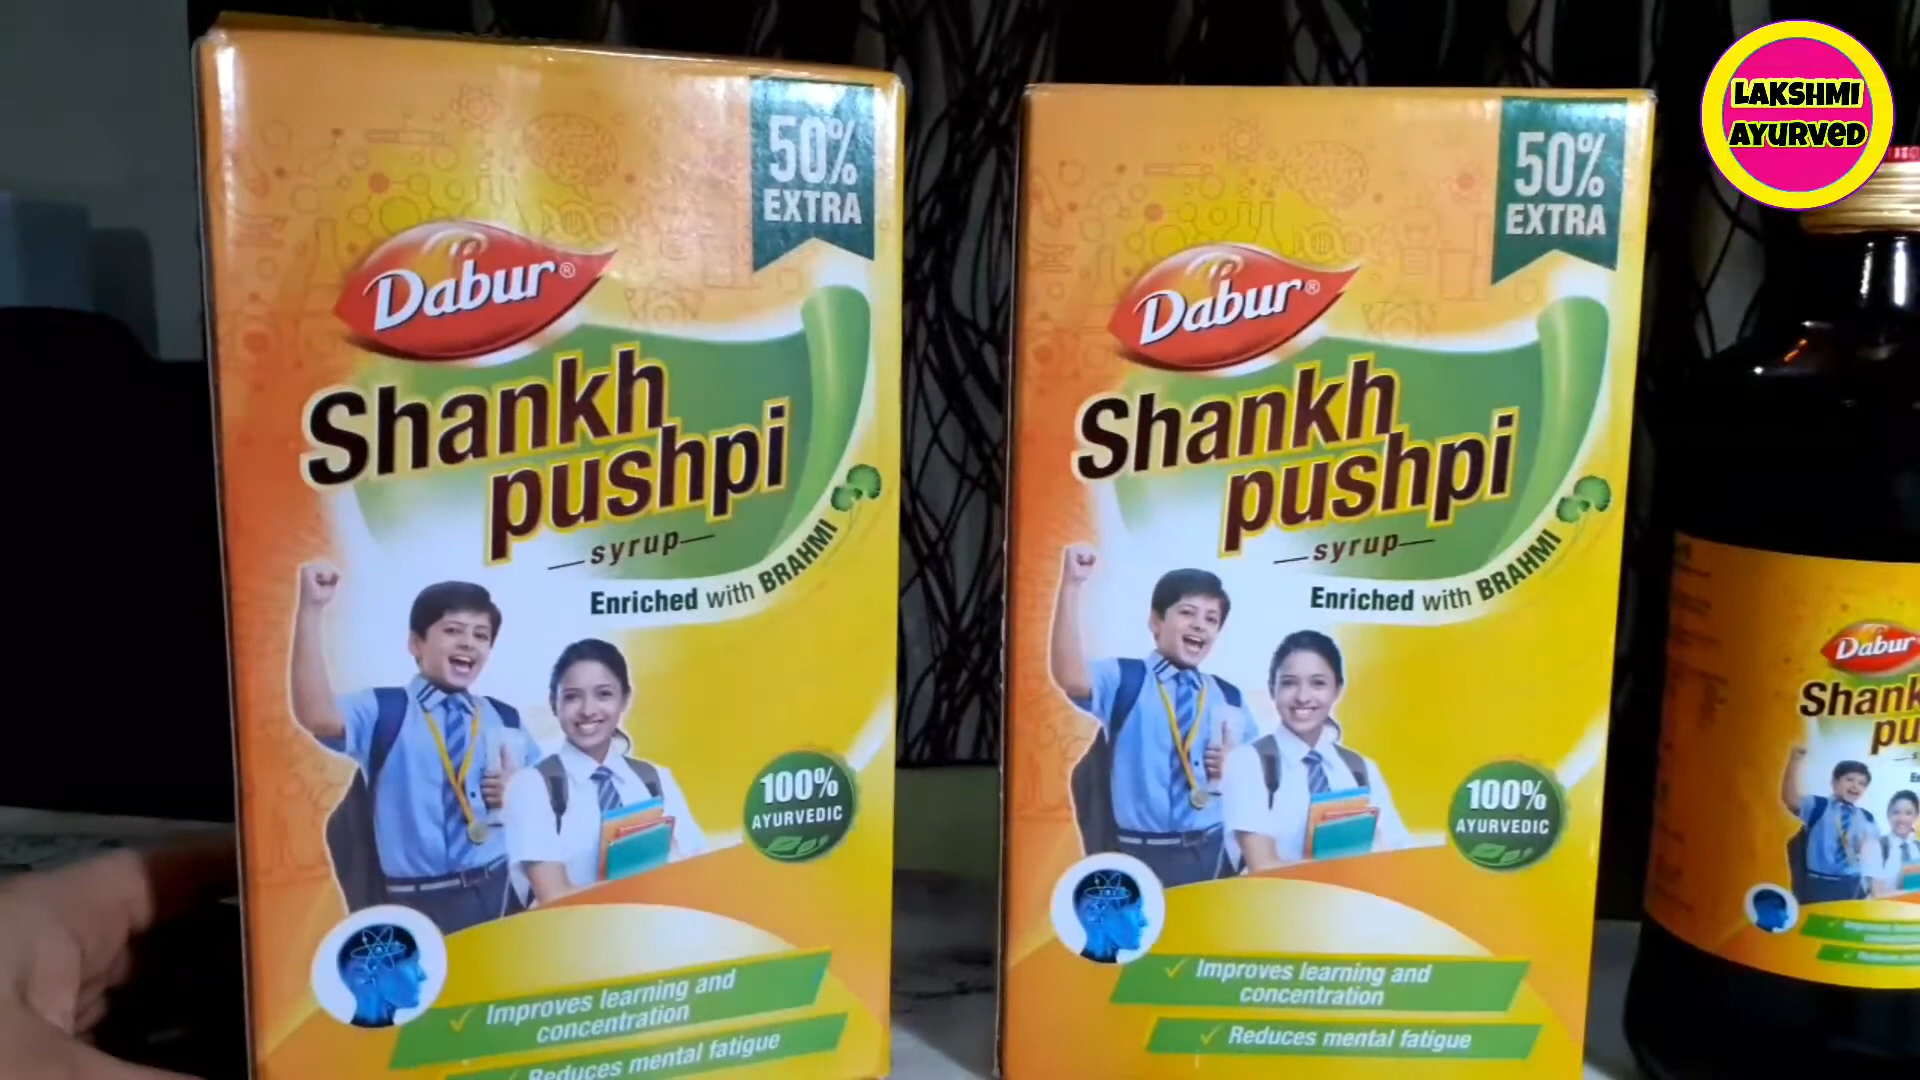 50%
EXTRA
Dabur®
Shankh
pushpi
syrup
Enriched with BRAHMI
100%
AYURVEDIC
✓ Improves learning and
concentration
✓ Reduces mental fatigue
50%
EXTRA
Dabur®
Shankh
pushpi
syrup
Enriched with BRAHMI
100%
AYURVEDIC
✓ Improves learning and
concentration
✓ Reduces mental fatigue
LAKSHMI
AYURVED
Dabur
Shank
pu